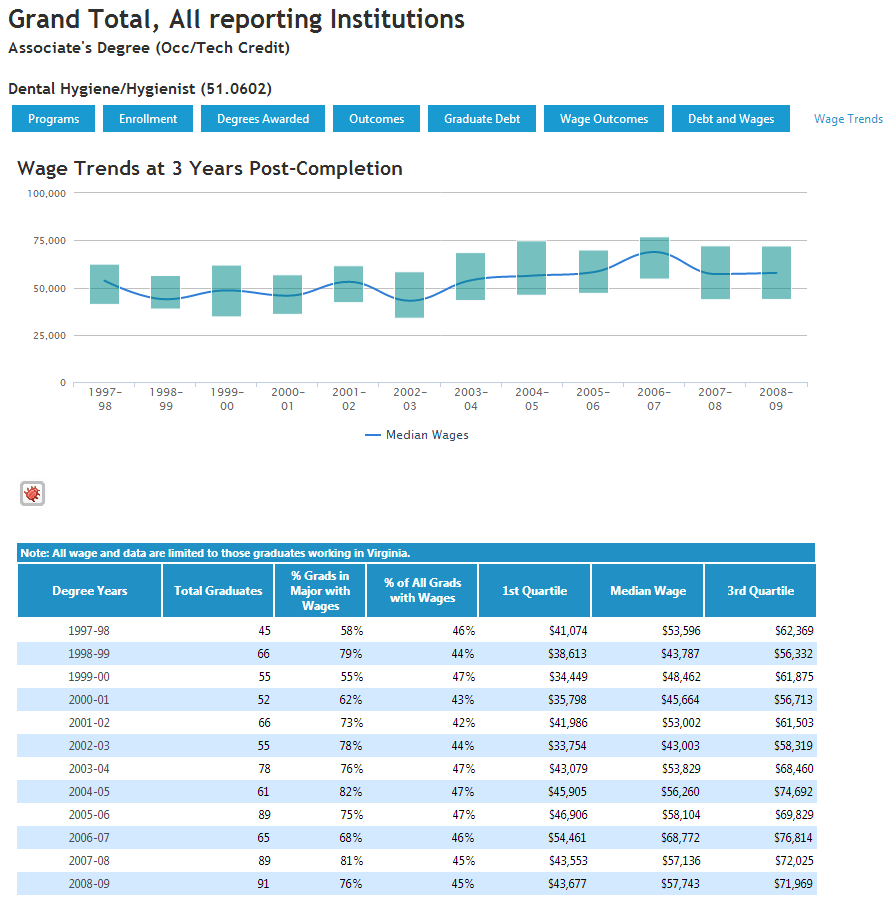 Grand Total, All reporting Institutions
Associate's Degree (Occ/Tech Credit)
Dental Hygiene/Hygienist (51.0602)
Programs Enrollment Degrees Awarded Outcomes Graduate Debt Wage Outcomes Debt and Wages Wage Trends
Wage Trends at 3 Years Post-Completion
100,000
75,000
50,000
25,000
0
1997- 1998- 1999- 2000- 2001- 2002- 2003- 2004- 2005- 2006- 2007- 2008-
98 99 00 01 02 03 04 05 06 07 08 09
Median Wages
Note: All wage and data are limited to those graduates working in Virginia.
Degree Years Total Graduates % Grads in Major with Wages % of All Grads with Wages 1st Quartile Median Wage 3rd Quartile
1997-98 45 58% 46% $41,074 $53,596 $62,369
1998-99 66 79% 44% $38,613 $43,787 $56,332
1999-00 55 55% 47% $34,449 $48,462 $61,875
2000-01 52 62% 43% $35,798 $45,664 $56,713
2001-02 66 73% 42% $41,986 $53,002 $61,503
2002-03 55 78% 44% $33,754 $43,003 $58,319
2003-04 78 76% 47% $43,079 $53,829 $68,460
2004-05 61 82% 47% $45,905 $56,260 $74,692
2005-06 89 75% 47% $46,906 $58,104 $69,829
2006-07 65 68% 46% $54,461 $68,772 $76,814
2007-08 89 81% 45% $43,553 $57,136 $72,025
2008-09 91 76% 45% $43,677 $57,743 $71,969